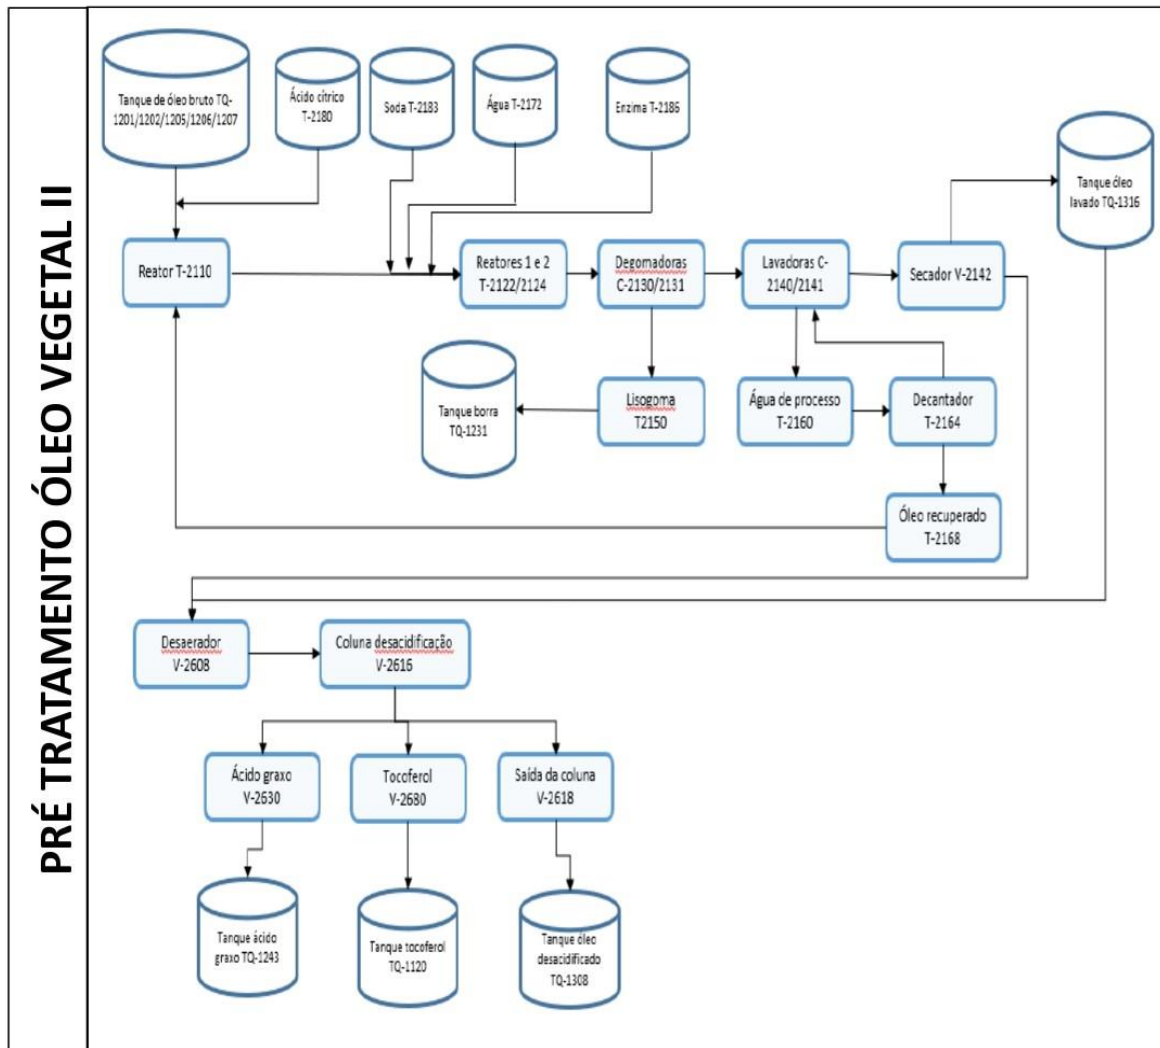 PRÉ TRATAMENTO ÓLEO VEGETAL II
Tanque de óleo bruto TQ-
1201/1202/1205/1206/1207
Ácido cítrico
T-2180
Soda T-2183
Água T-2172
Enzima T-2186
Tanque óleo
lavado TQ-1316
Reator T-2110
Reatores 1 e 2
T-2122/2124
Degomadoras
C-2130/2131
Lavadoras C-
2140/2141
Secador V-2142
Tanque borra
TQ-1231
Lisogoma
T2150
Água de processo
T-2160
Decantador
T-2164
Óleo recuperado
T-2168
Desaerador
V-2608
Coluna desacidificação
V-2616
Ácido graxo
V-2630
Tocoferol
V-2680
Saída da coluna
V-2618
Tanque ácido
graxo TQ-1243
Tanque tocoferol
TQ-1120
Tanque óleo
desacidificado
TQ-1308